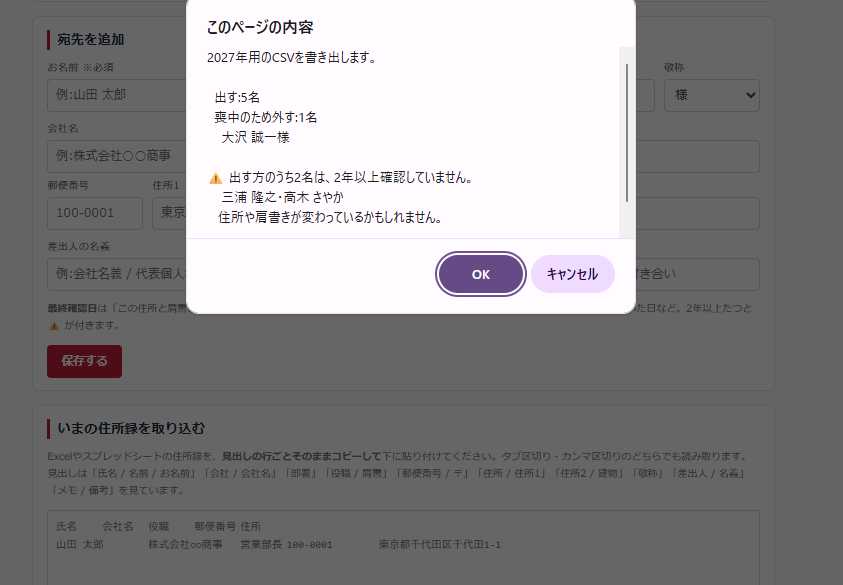 このページの内容
2027年用のCSVを書き出します。
出す:5名
喪中のため外す:1名
大沢 誠一様
⚠ 出す方のうち2名は、2年以上確認していません。
三浦 隆之・高木 さやか
住所や肩書きが変わっているかもしれません。
OK
キャンセル
宛先を追加
お名前 ※必須
敬称
例:山田 太郎
様
会社名
例:株式会社○○商事
郵便番号 住所1
100-0001
東京
差出人の名義
例:会社名義 / 代表個人
き合い
最終確認日は「この住所と肩書
た日など。2年以上たつと
⚠ が付きます。
保存する
いまの住所録を取り込む
Excelやスプレッドシートの住所録を、見出しの行ごとそのままコピーして下に貼り付けてください。タブ区切り・カンマ区切りのどちらでも読み取ります。
見出しは「氏名 / 名前 / お名前」「会社 / 会社名」「部署」「役職 / 肩書」「郵便番号 / 〒」「住所 / 住所1」「住所2 / 建物」「敬称」「差出人 / 名義」
「メモ / 備考」を見ています。
氏名 会社名 役職 郵便番号 住所
山田 太郎 株式会社○○商事 営業部長 100-0001 東京都千代田区千代田1-1